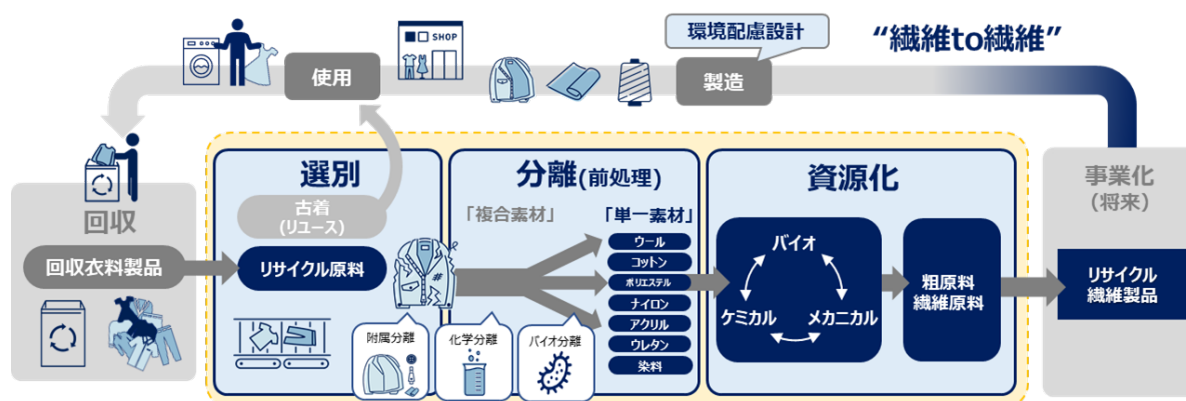 環境配慮設計
“繊維to繊維”
SHOP
使用
製造
選別
分離(前処理)
資源化
事業化
(将来)
回収
古着
(リユース)
「複合素材」
「単一素材」
回収衣料製品
リサイクル原料
ウール
コットン
ポリエステル
ナイロン
アクリル
ウレタン
染料
バイオ
ケミカル
メカニカル
粗原料
繊維原料
リサイクル
繊維製品
#
附属分離
化学分離
バイオ分離